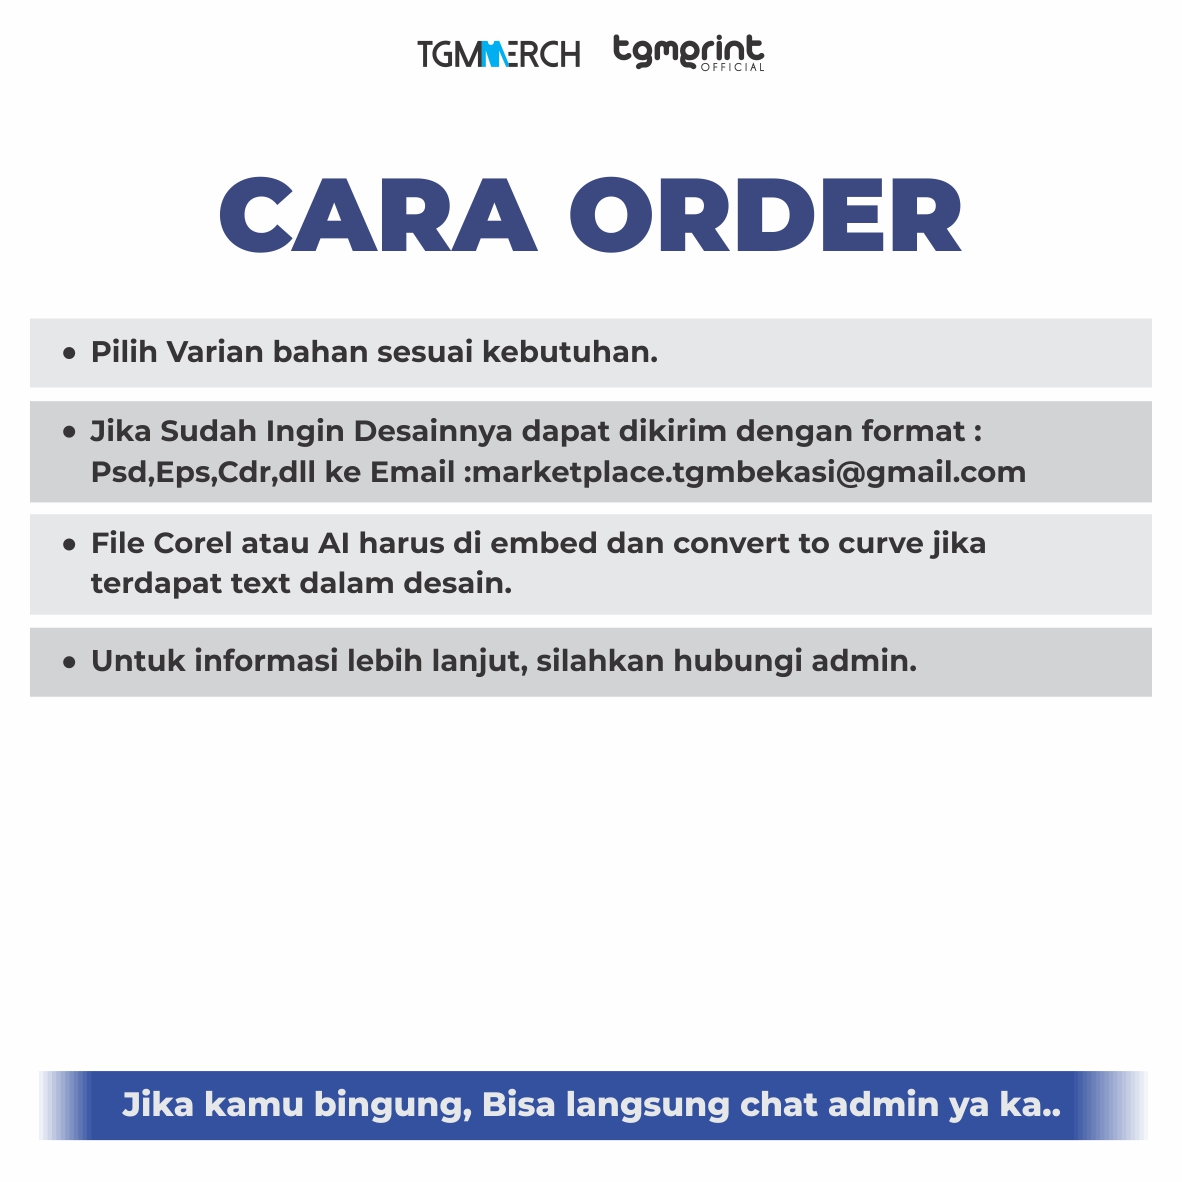 TGMMERCH tgmprint
OFFICIAL
CARA ORDER
• Pilih Varian bahan sesuai kebutuhan.
• Jika Sudah Ingin Desainnya dapat dikirim dengan format :
Psd,Eps,Cdr,dll ke Email :marketplace.tgmbekasi@gmail.com
• File Corel atau AI harus di embed dan convert to curve jika
terdapat text dalam desain.
• Untuk informasi lebih lanjut, silahkan hubungi admin.
Jika kamu bingung, Bisa langsung chat admin ya ka..